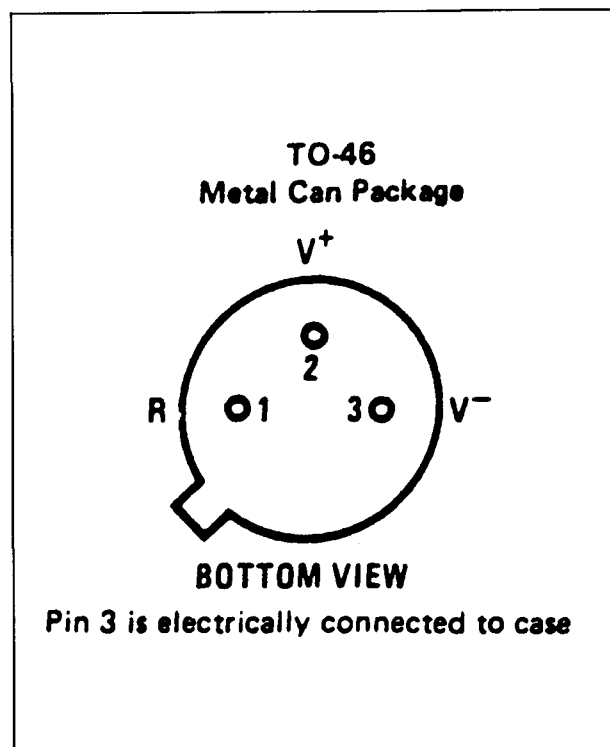 TO-46
Metal Can Package
V+
2
R 1 3 V−
BOTTOM VIEW
Pin 3 is electrically connected to case